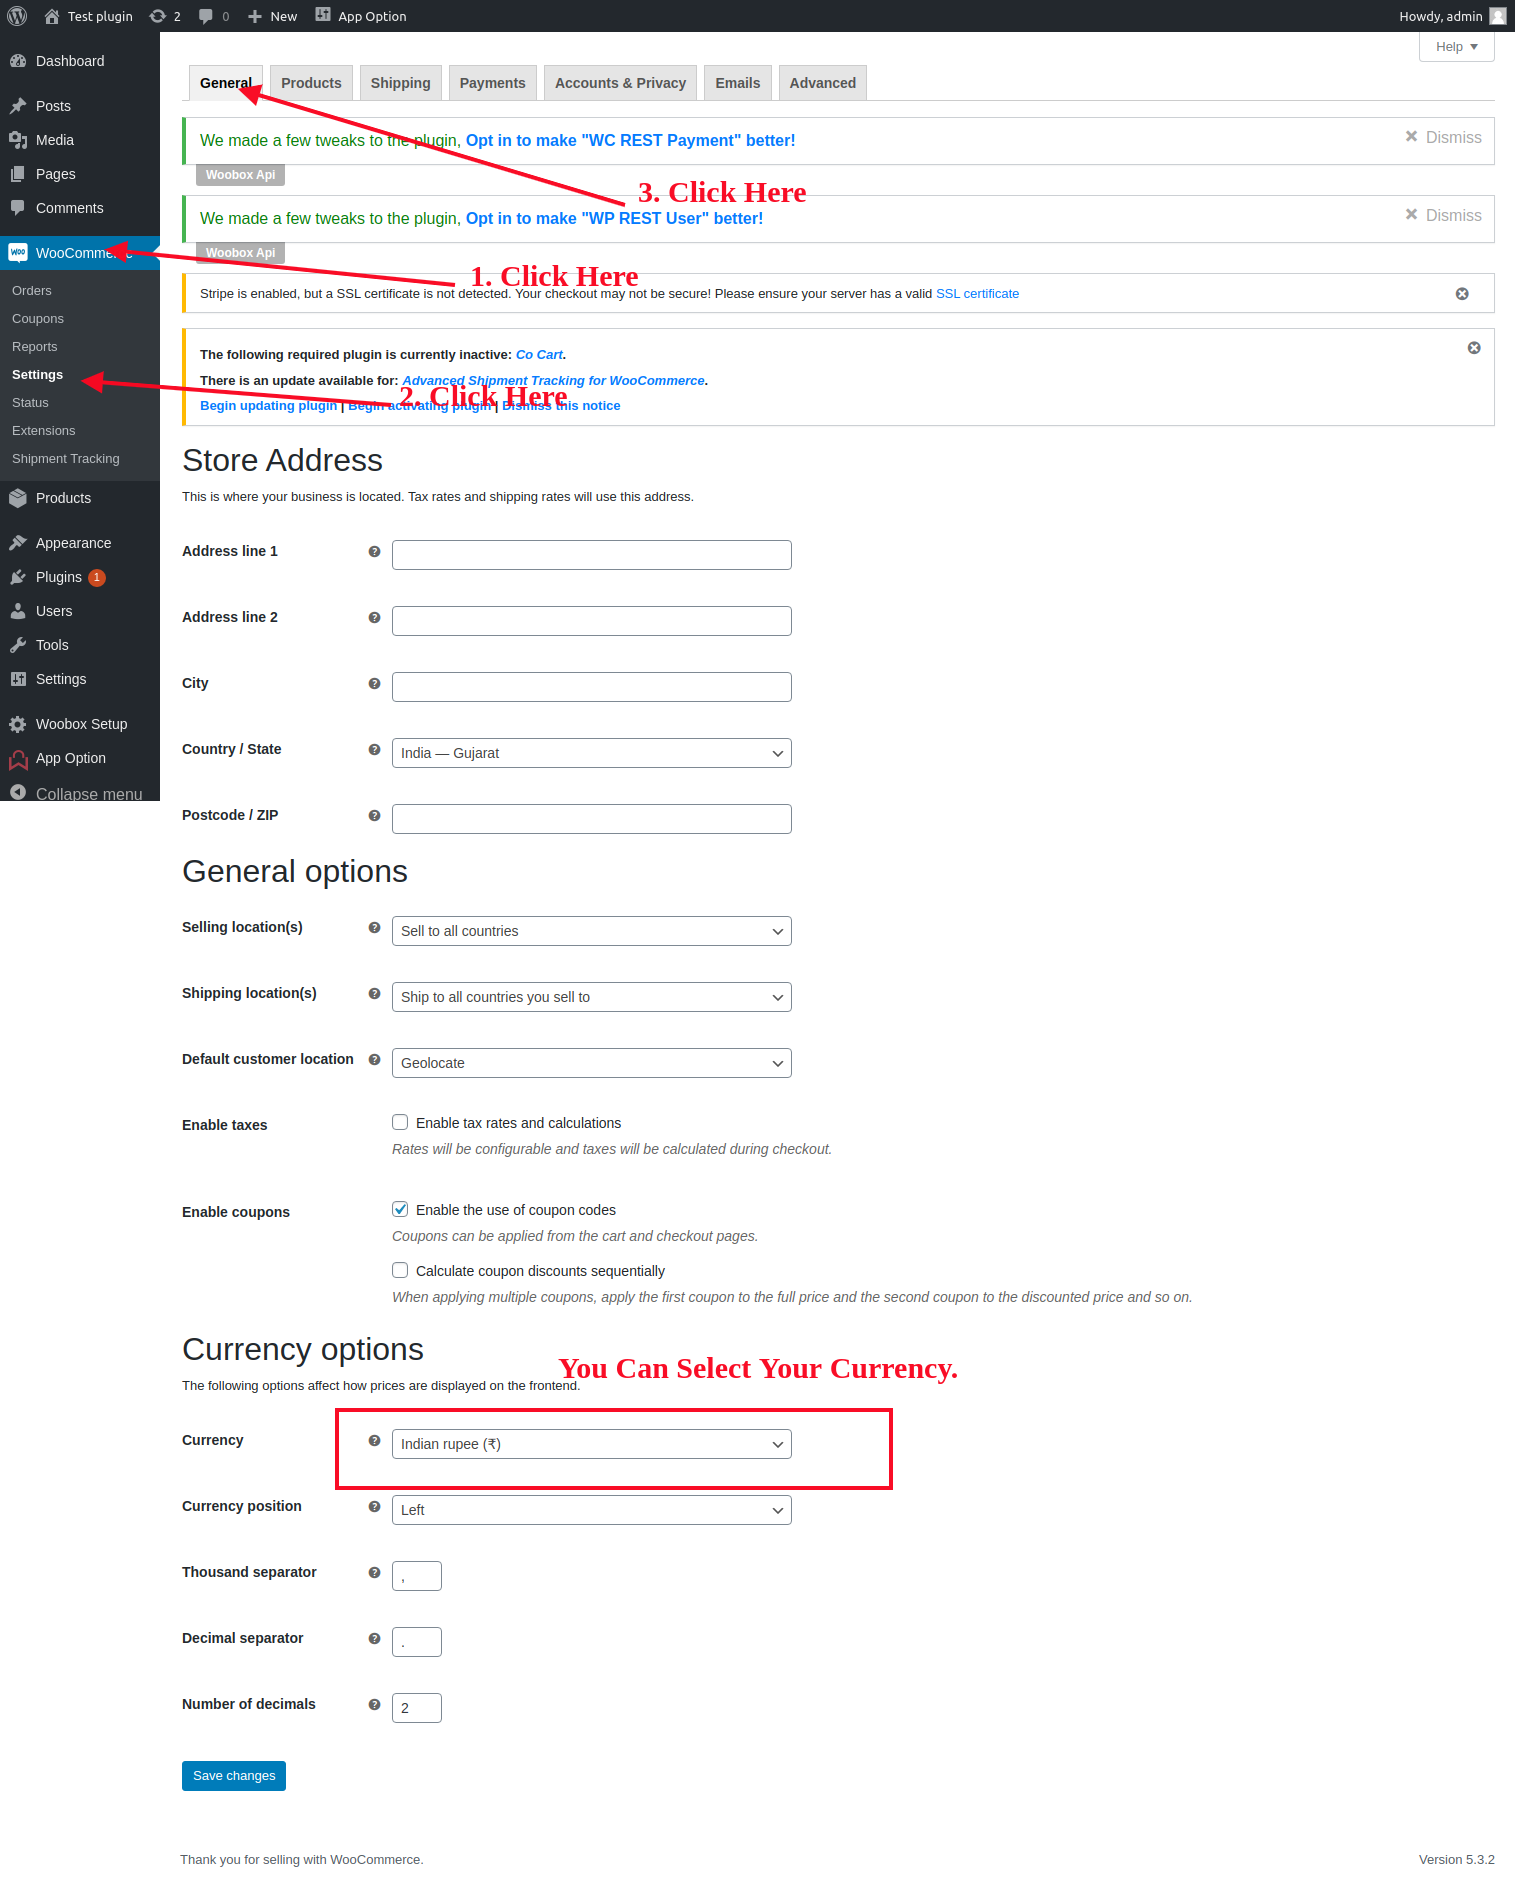 Test plugin 2 0 New App Option Howdy, admin
Help
Dashboard
Posts
Media
Pages
Comments
WooCommerce
Orders
Coupons
Reports
Settings
Status
Extensions
Shipment Tracking
Products
Appearance
Plugins 1
Users
Tools
Settings
Woobox Setup
App Option
Collapse menu
General Products Shipping Payments Accounts & Privacy Emails Advanced
We made a few tweaks to the plugin, Opt in to make "WC REST Payment" better! Dismiss
Woobox Api
3. Click Here
We made a few tweaks to the plugin, Opt in to make "WP REST User" better! Dismiss
Woobox Api
1. Click Here
Stripe is enabled, but a SSL certificate is not detected. Your checkout may not be secure! Please ensure your server has a valid SSL certificate
The following required plugin is currently inactive: Co Cart.
There is an update available for: Advanced Shipment Tracking for WooCommerce.
2. Click Here
Begin updating plugin | Begin activating plugin | Dismiss this notice
Store Address
This is where your business is located. Tax rates and shipping rates will use this address.
Address line 1
Address line 2
City
Country / State India — Gujarat
Postcode / ZIP
General options
Selling location(s) Sell to all countries
Shipping location(s) Ship to all countries you sell to
Default customer location Geolocate
Enable taxes Enable tax rates and calculations
Rates will be configurable and taxes will be calculated during checkout.
Enable coupons Enable the use of coupon codes
Coupons can be applied from the cart and checkout pages.
Calculate coupon discounts sequentially
When applying multiple coupons, apply the first coupon to the full price and the second coupon to the discounted price and so on.
Currency options
You Can Select Your Currency.
The following options affect how prices are displayed on the frontend.
Currency Indian rupee (₹)
Currency position Left
Thousand separator ,
Decimal separator .
Number of decimals 2
Save changes
Thank you for selling with WooCommerce. Version 5.3.2